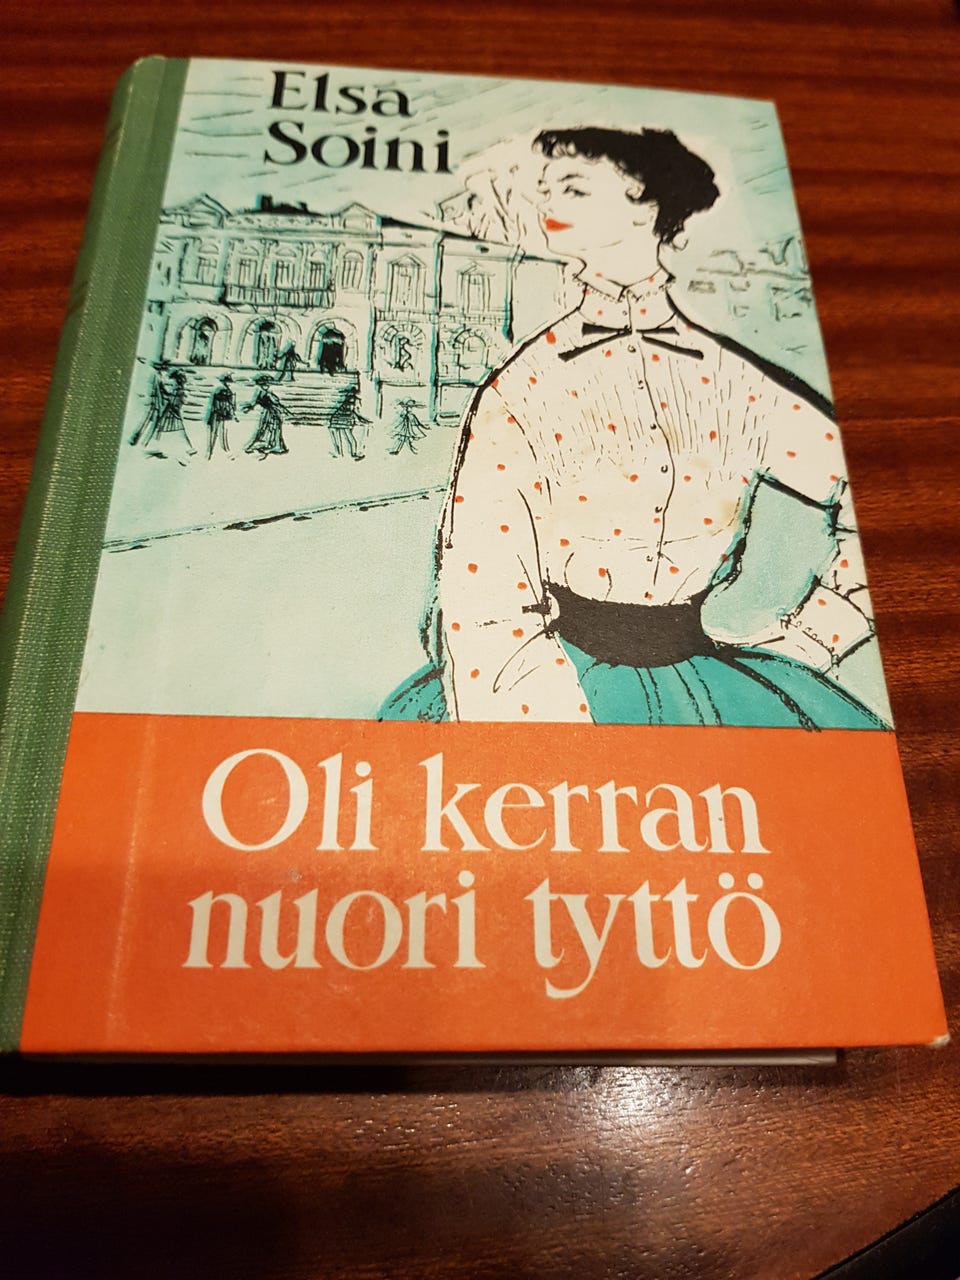 Elsa
Soini
Oli kerran
nuori tyttö